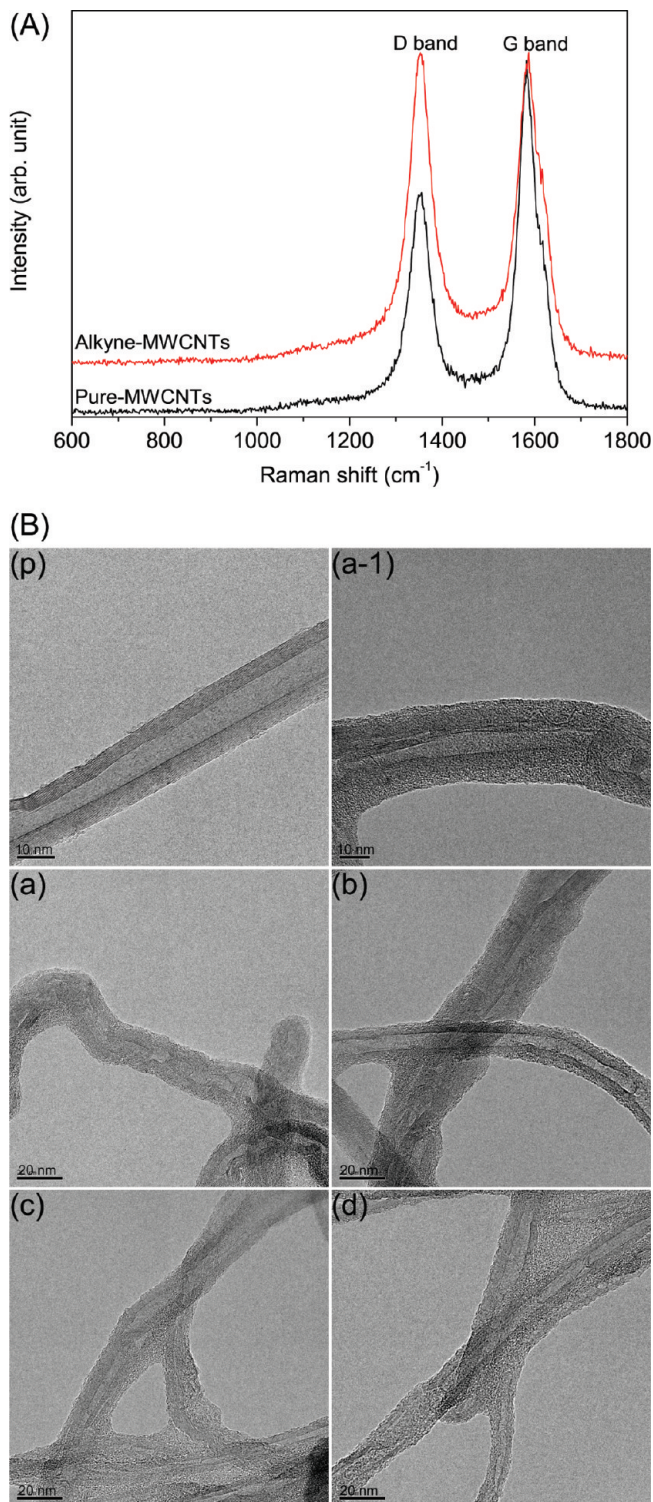 (A)
D band
G band
Intensity (arb. unit)
Alkyne-MWCNTs
Pure-MWCNTs
600
800
1000
1200
1400
1600
1800
Raman shift (cm⁻¹)
(B)
(p)
10 nm
(a-1)
10 nm
(a)
20 nm
(b)
20 nm
(c)
20 nm
(d)
20 nm